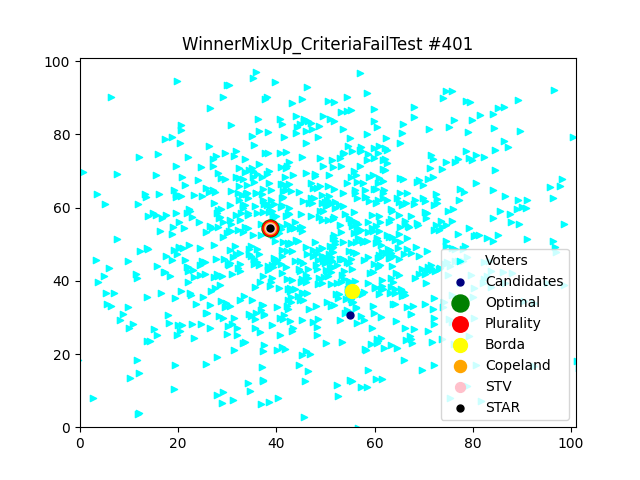 WinnerMixUp_CriteriaFailTest #401
100
80
60
40
20
0
0
20
40
60
80
100
Voters
Candidates
Optimal
Plurality
Borda
Copeland
STV
STAR